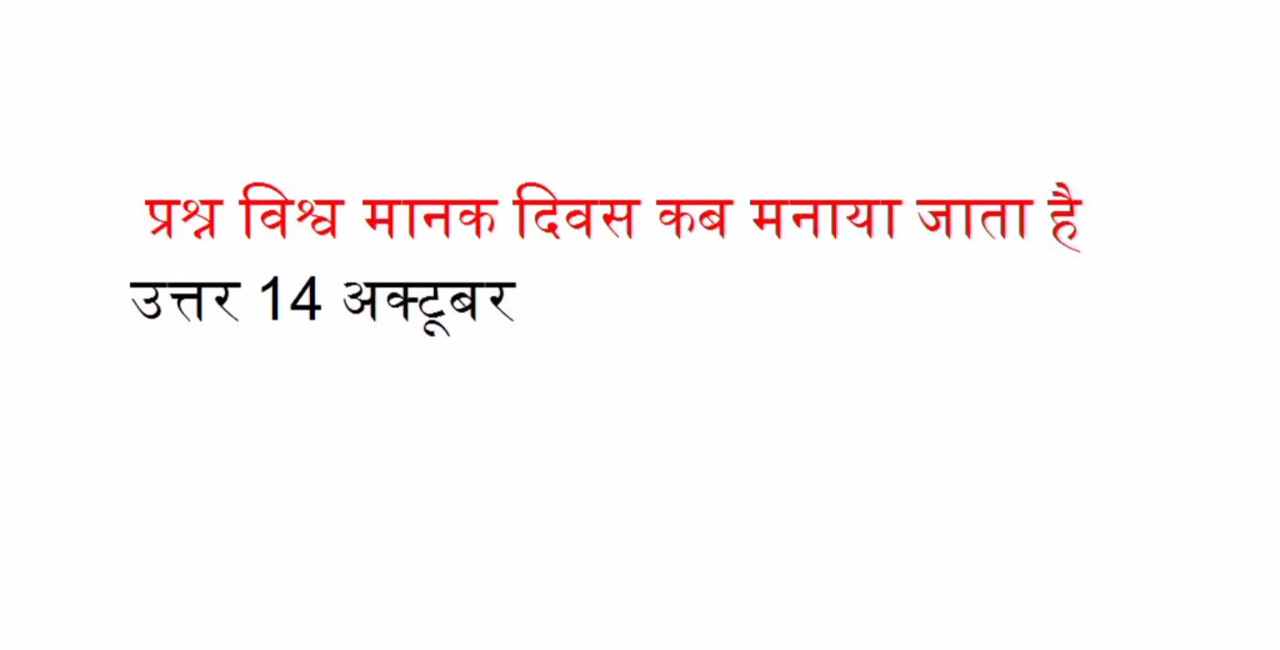 प्रश्न विश्व मानक दिवस कब मनाया जाता है
उत्तर 14 अक्टूबर